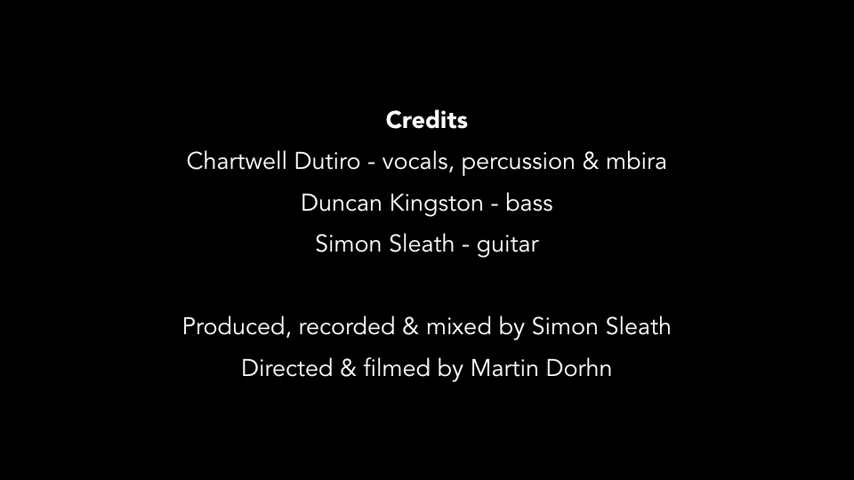 Credits
Chartwell Dutiro - vocals, percussion & mbira
Duncan Kingston - bass
Simon Sleath - guitar
Produced, recorded & mixed by Simon Sleath
Directed & filmed by Martin Dorhn